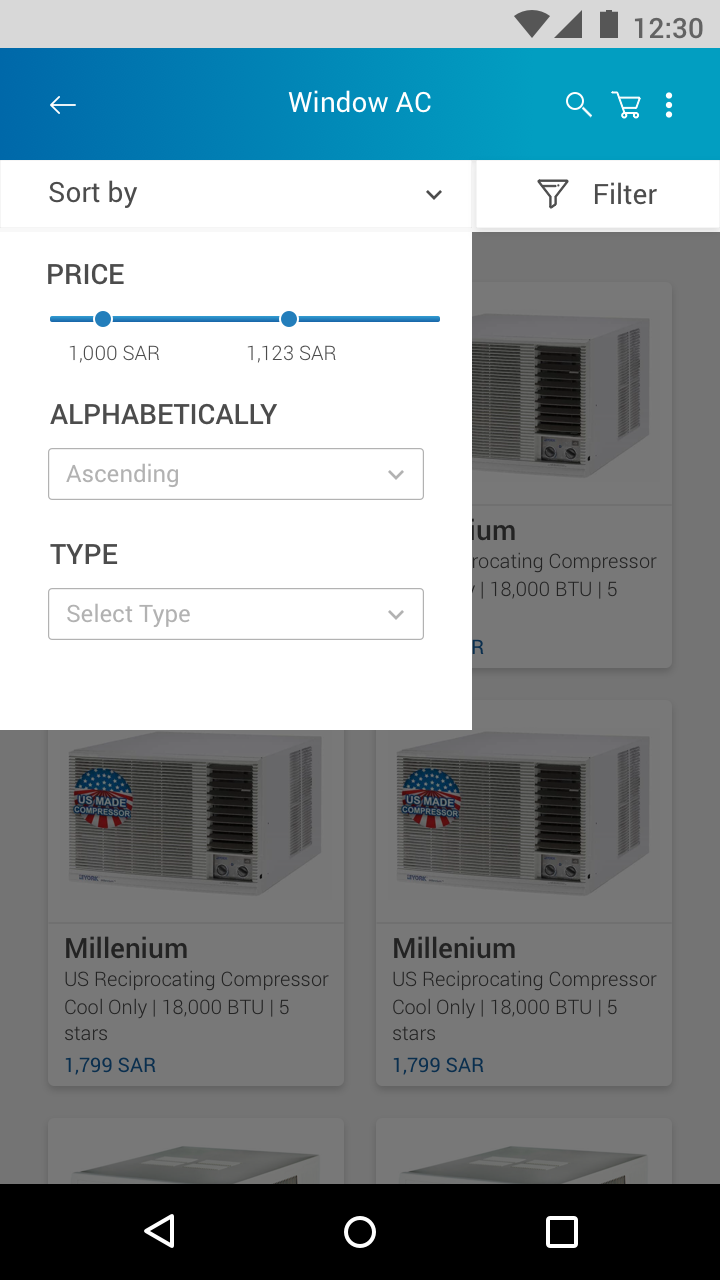 12:30
Window AC
Sort by
Filter
PRICE
1,000 SAR
1,123 SAR
ALPHABETICALLY
Ascending
TYPE
Select Type
ium
rocating Compressor
| 18,000 BTU | 5
R
US MADE
COMPRESSOR
YORK
US MADE
COMPRESSOR
YORK
Millenium
US Reciprocating Compressor
Cool Only | 18,000 BTU | 5
stars
1,799 SAR
Millenium
US Reciprocating Compressor
Cool Only | 18,000 BTU | 5
stars
1,799 SAR